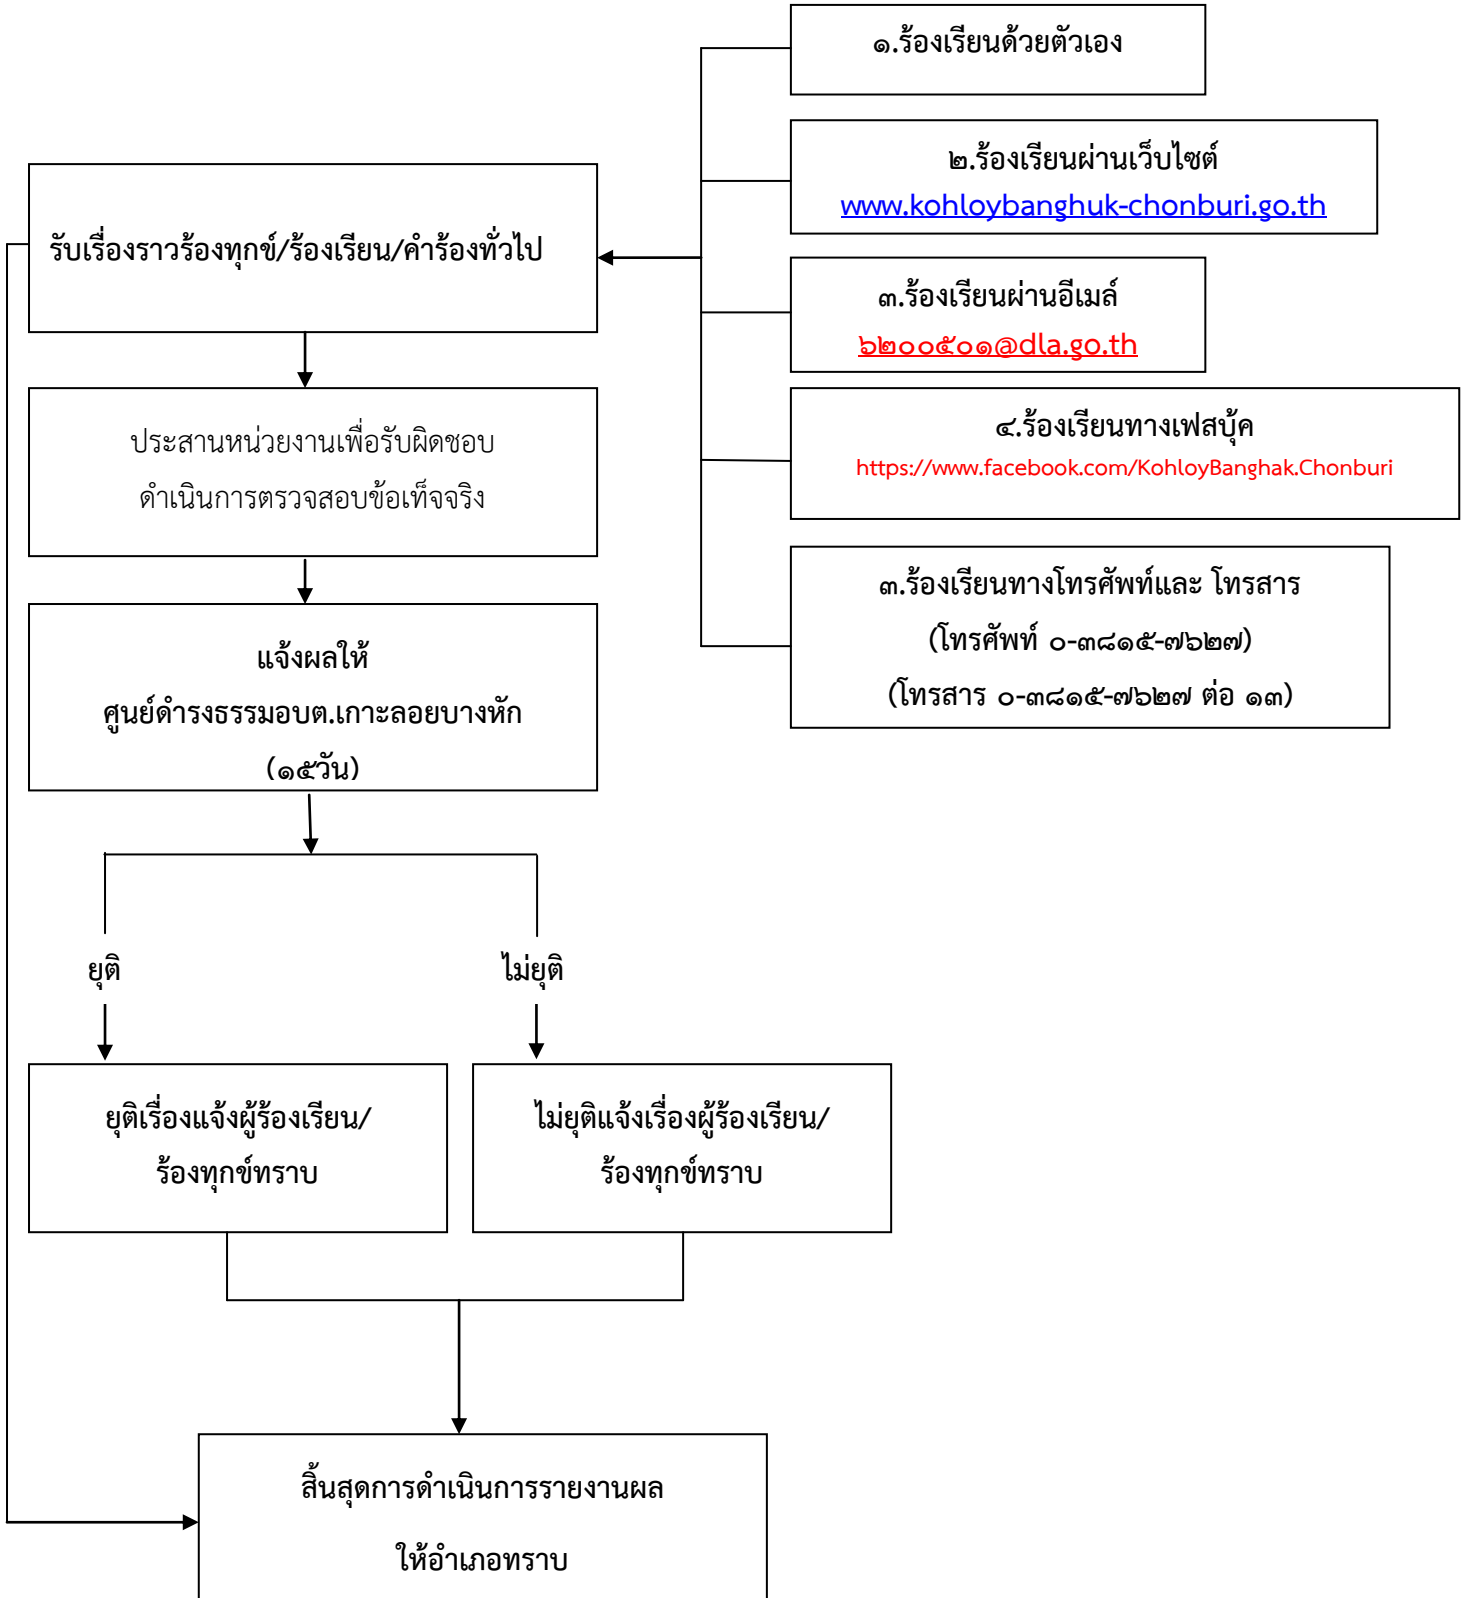 ๑.ร้องเรียนด้วยตัวเอง
๒.ร้องเรียนผ่านเว็บไซต์
www.kohloybanghuk-chonburi.go.th
รับเรื่องราวร้องทุกข์/ร้องเรียน/คำร้องทั่วไป
๓.ร้องเรียนผ่านอีเมล์
๖๒๐๐๕๐๑@dla.go.th
ประสานหน่วยงานเพื่อรับผิดชอบ
ดำเนินการตรวจสอบข้อเท็จจริง
๔.ร้องเรียนทางเฟสบุ้ค
https://www.facebook.com/KohloyBanghak.Chonburi
๓.ร้องเรียนทางโทรศัพท์และ โทรสาร
(โทรศัพท์ ๐-๓๘๑๕-๗๖๒๗)
(โทรสาร ๐-๓๘๑๕-๗๖๒๗ ต่อ ๑๓)
แจ้งผลให้
ศูนย์ดำรงธรรมอบต.เกาะลอยบางหัก
(๑๕วัน)
ยุติ
ไม่ยุติ
ยุติเรื่องแจ้งผู้ร้องเรียน/
ร้องทุกข์ทราบ
ไม่ยุติแจ้งเรื่องผู้ร้องเรียน/
ร้องทุกข์ทราบ
สิ้นสุดการดำเนินการรายงานผล
ให้อำเภอทราบ